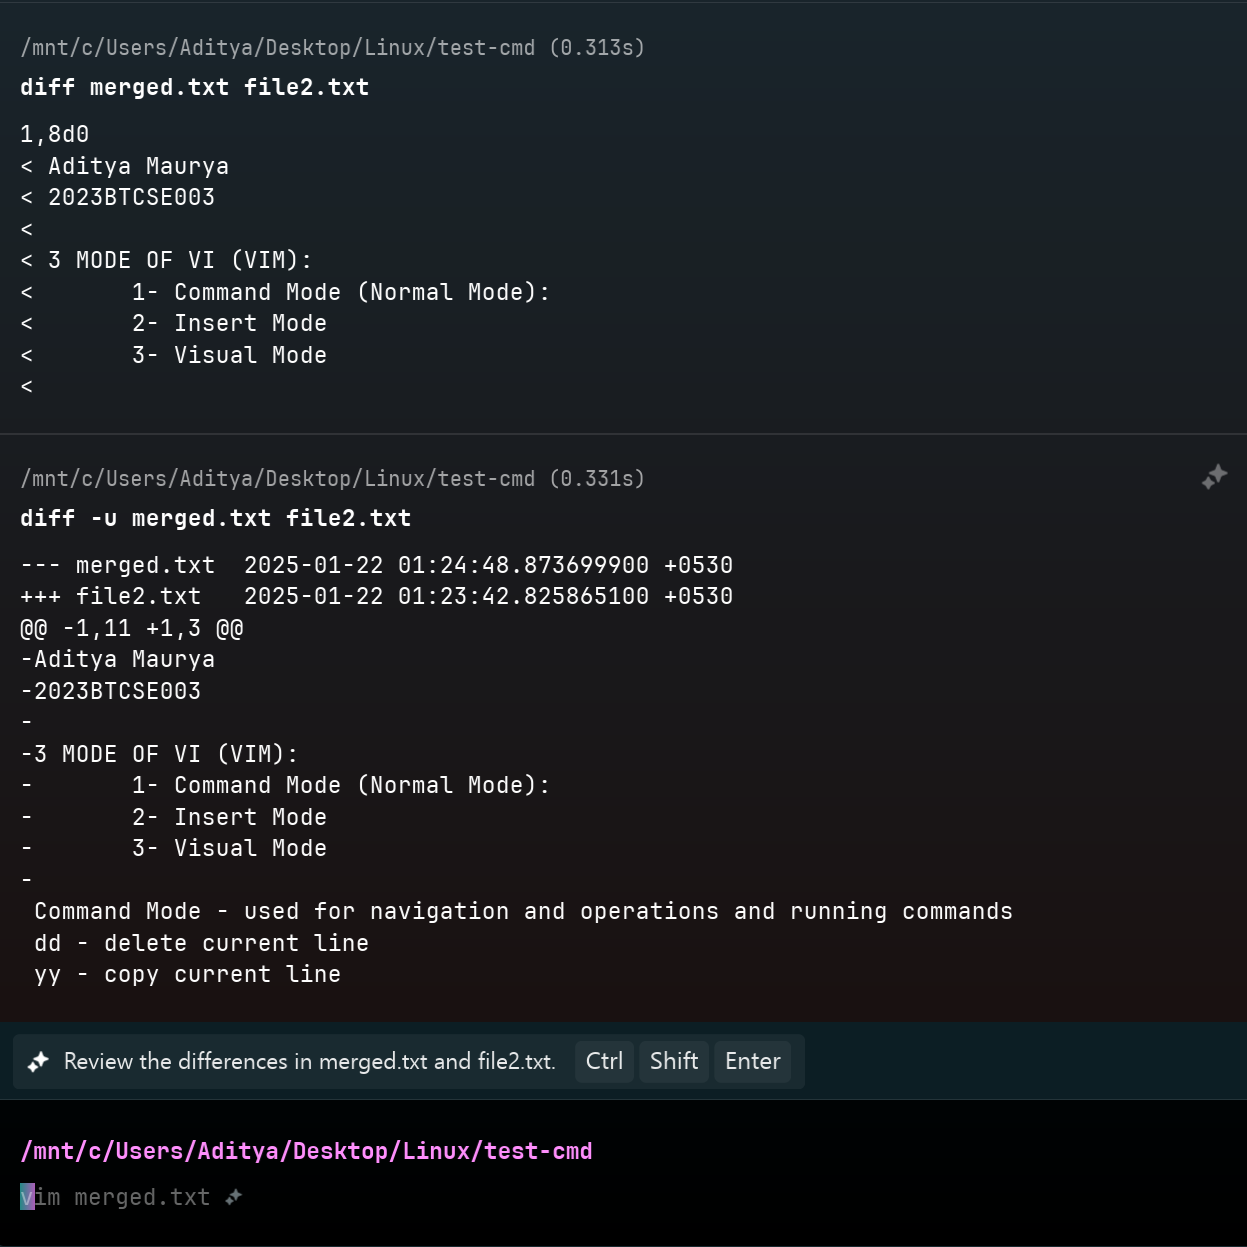 /mnt/c/Users/Aditya/Desktop/Linux/test-cmd (0.313s)
diff merged.txt file2.txt
1,8d0
< Aditya Maurya
< 2023BTCSE003
<
< 3 MODE OF VI (VIM):
<       1- Command Mode (Normal Mode):
<       2- Insert Mode
<       3- Visual Mode
<
/mnt/c/Users/Aditya/Desktop/Linux/test-cmd (0.331s)
diff -u merged.txt file2.txt
--- merged.txt  2025-01-22 01:24:48.873699900 +0530
+++ file2.txt   2025-01-22 01:23:42.825865100 +0530
@@ -1,11 +1,3 @@
-Aditya Maurya
-2023BTCSE003
-
-3 MODE OF VI (VIM):
-       1- Command Mode (Normal Mode):
-       2- Insert Mode
-       3- Visual Mode
-
 Command Mode - used for navigation and operations and running commands
 dd - delete current line
 yy - copy current line
Review the differences in merged.txt and file2.txt. Ctrl Shift Enter
/mnt/c/Users/Aditya/Desktop/Linux/test-cmd
vim merged.txt